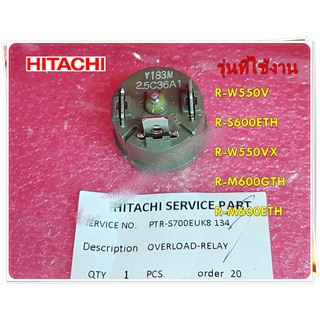 HITACHI
รุ่นที่ใช้งาน
Y183M
2.5C36A1
R-W550V
R-S600ETH
R-W550VX
R-M600GTH
R-M600ETH
HITACHI SERVICE PART
SERVICE NO. PTR-S700EUK8 134
Description OVERLOAD-RELAY
QTY 1 PCS. order 20